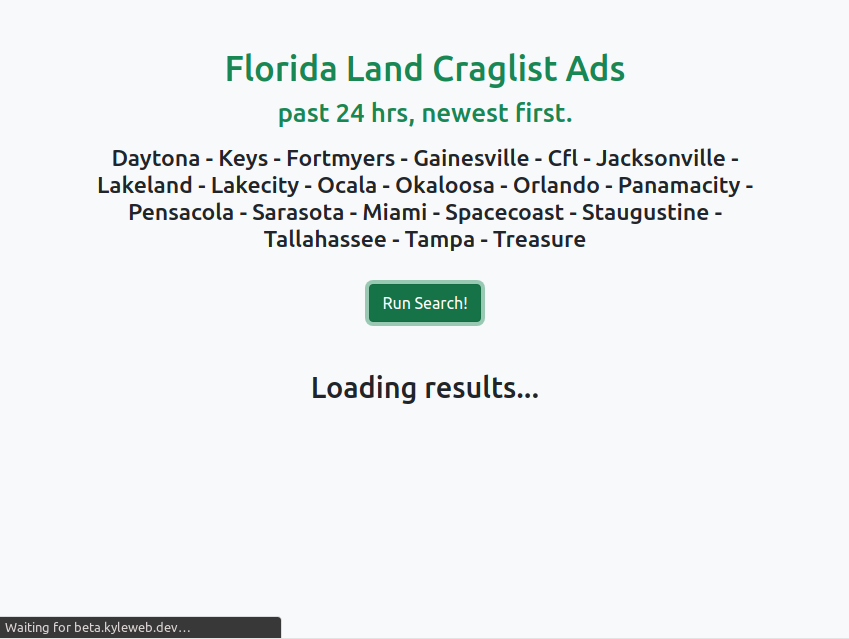 Florida Land Craglist Ads
past 24 hrs, newest first.
Daytona - Keys - Fortmyers - Gainesville - Cfl - Jacksonville -
Lakeland - Lakecity - Ocala - Okaloosa - Orlando - Panamacity -
Pensacola - Sarasota - Miami - Spacecoast - Staugustine -
Tallahassee - Tampa - Treasure
Run Search!
Loading results...
Waiting for beta.kyleweb.dev…